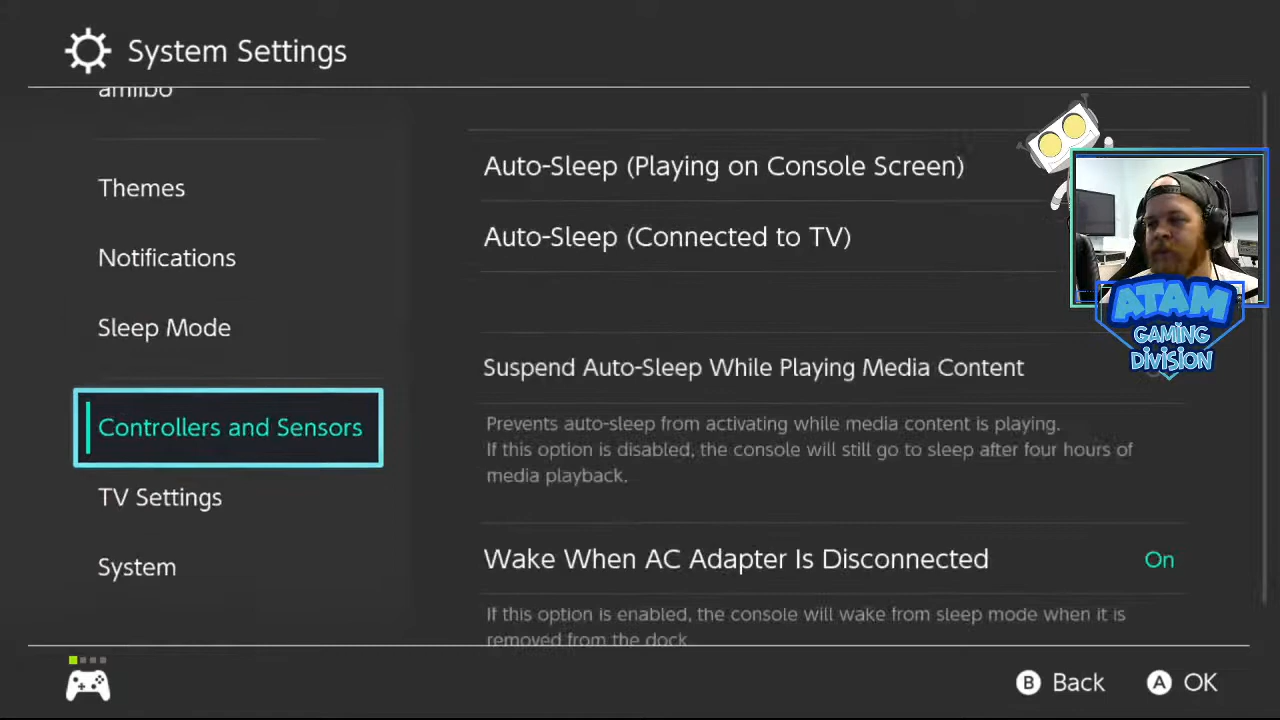 System Settings
amiibo
Themes
Notifications
Sleep Mode
Controllers and Sensors
TV Settings
System
Auto-Sleep (Playing on Console Screen)
Auto-Sleep (Connected to TV)
Suspend Auto-Sleep While Playing Media Content
Prevents auto-sleep from activating while media content is playing.
If this option is disabled, the console will still go to sleep after four hours of
media playback.
Wake When AC Adapter Is Disconnected
On
If this option is enabled, the console will wake from sleep mode when it is
removed from the dock.
ATAM
GAMING
DIVISION
B Back
A OK